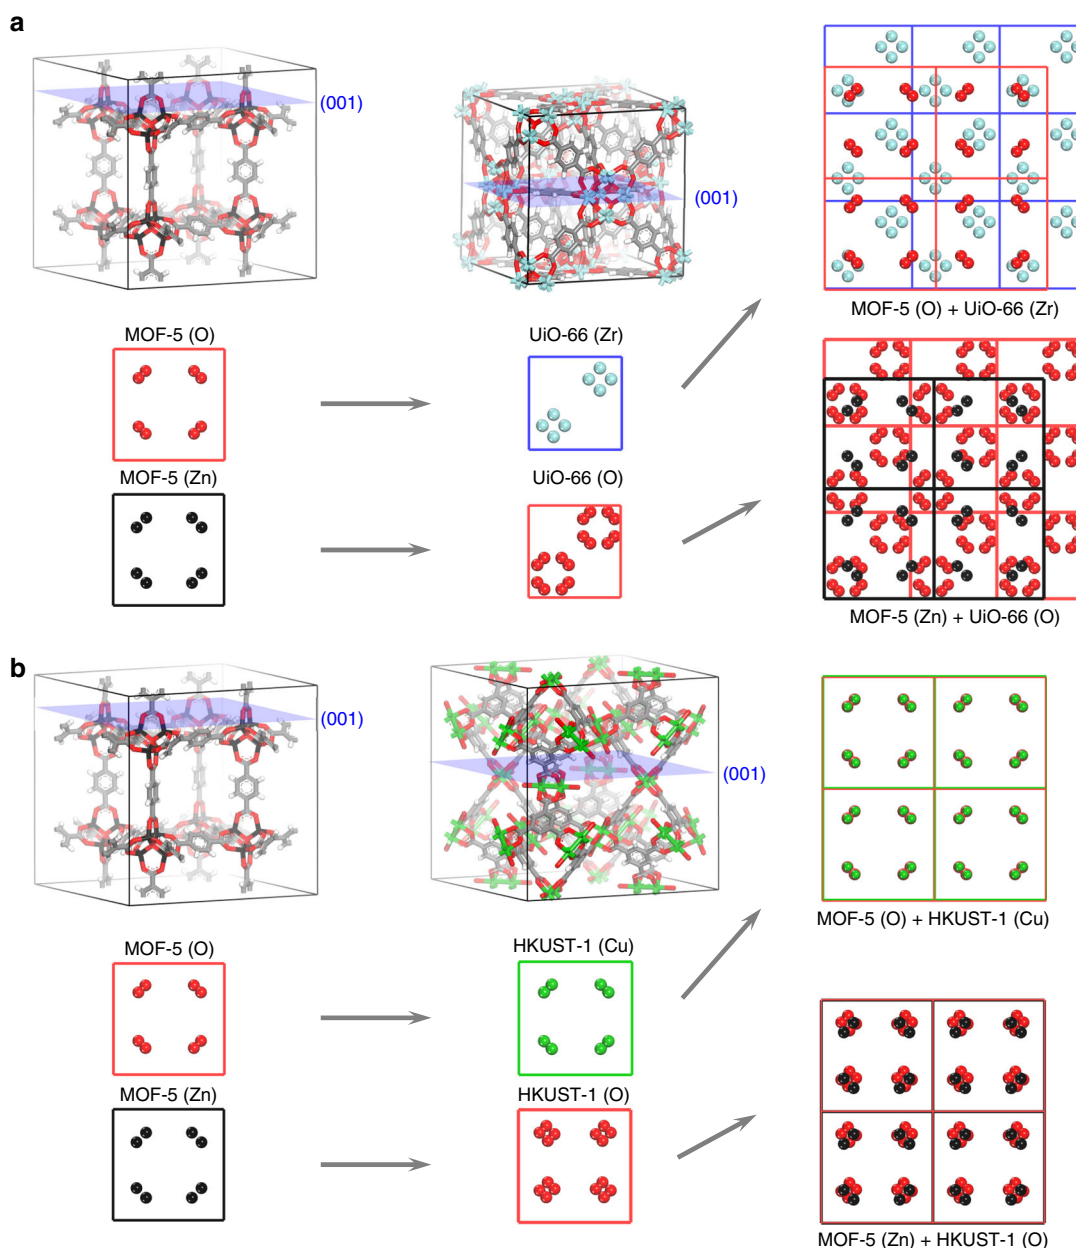 a
(001)
(001)
MOF-5 (O) + UiO-66 (Zr)
MOF-5 (O)
UiO-66 (Zr)
MOF-5 (Zn)
UiO-66 (O)
MOF-5 (Zn) + UiO-66 (O)
b
(001)
(001)
MOF-5 (O) + HKUST-1 (Cu)
MOF-5 (O)
HKUST-1 (Cu)
MOF-5 (Zn)
HKUST-1 (O)
MOF-5 (Zn) + HKUST-1 (O)